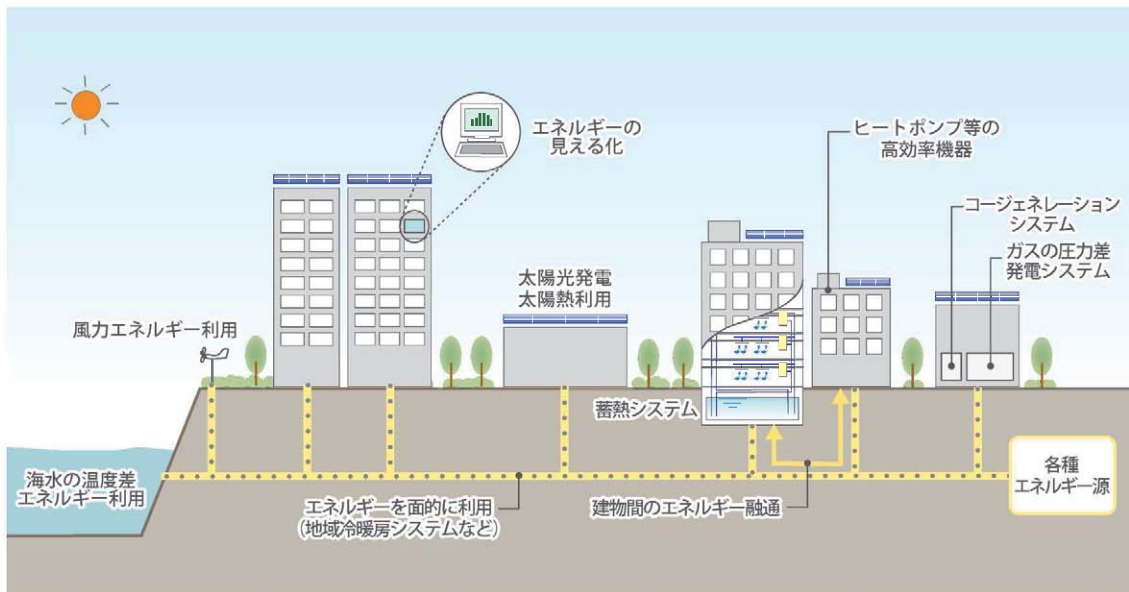 エネルギーの
見える化
ヒートポンプ等の
高効率機器
コージェネレーション
システム
ガスの圧力差
発電システム
太陽光発電
太陽熱利用
風力エネルギー利用
蓄熱システム
海水の温度差
エネルギー利用
エネルギーを面的に利用
(地域冷暖房システムなど)
建物間のエネルギー融通
各種
エネルギー源